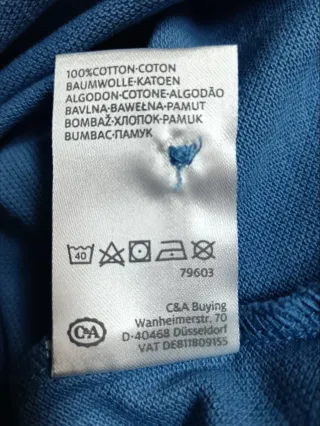 100%COTTON-COTON
BAUMWOLLE-KATOEN
ALGODON-COTONE-ALGODÃO
BAVLNA-BAWEŁNA-PAMUT
BOMBAŽ-ХЛОПОК-PAMUK
BUMBAC-ПАМУК
40
79603
C&A Buying
Wanheimerstr. 70
D-40468 Düsseldorf
VAT DE811809155
C&A